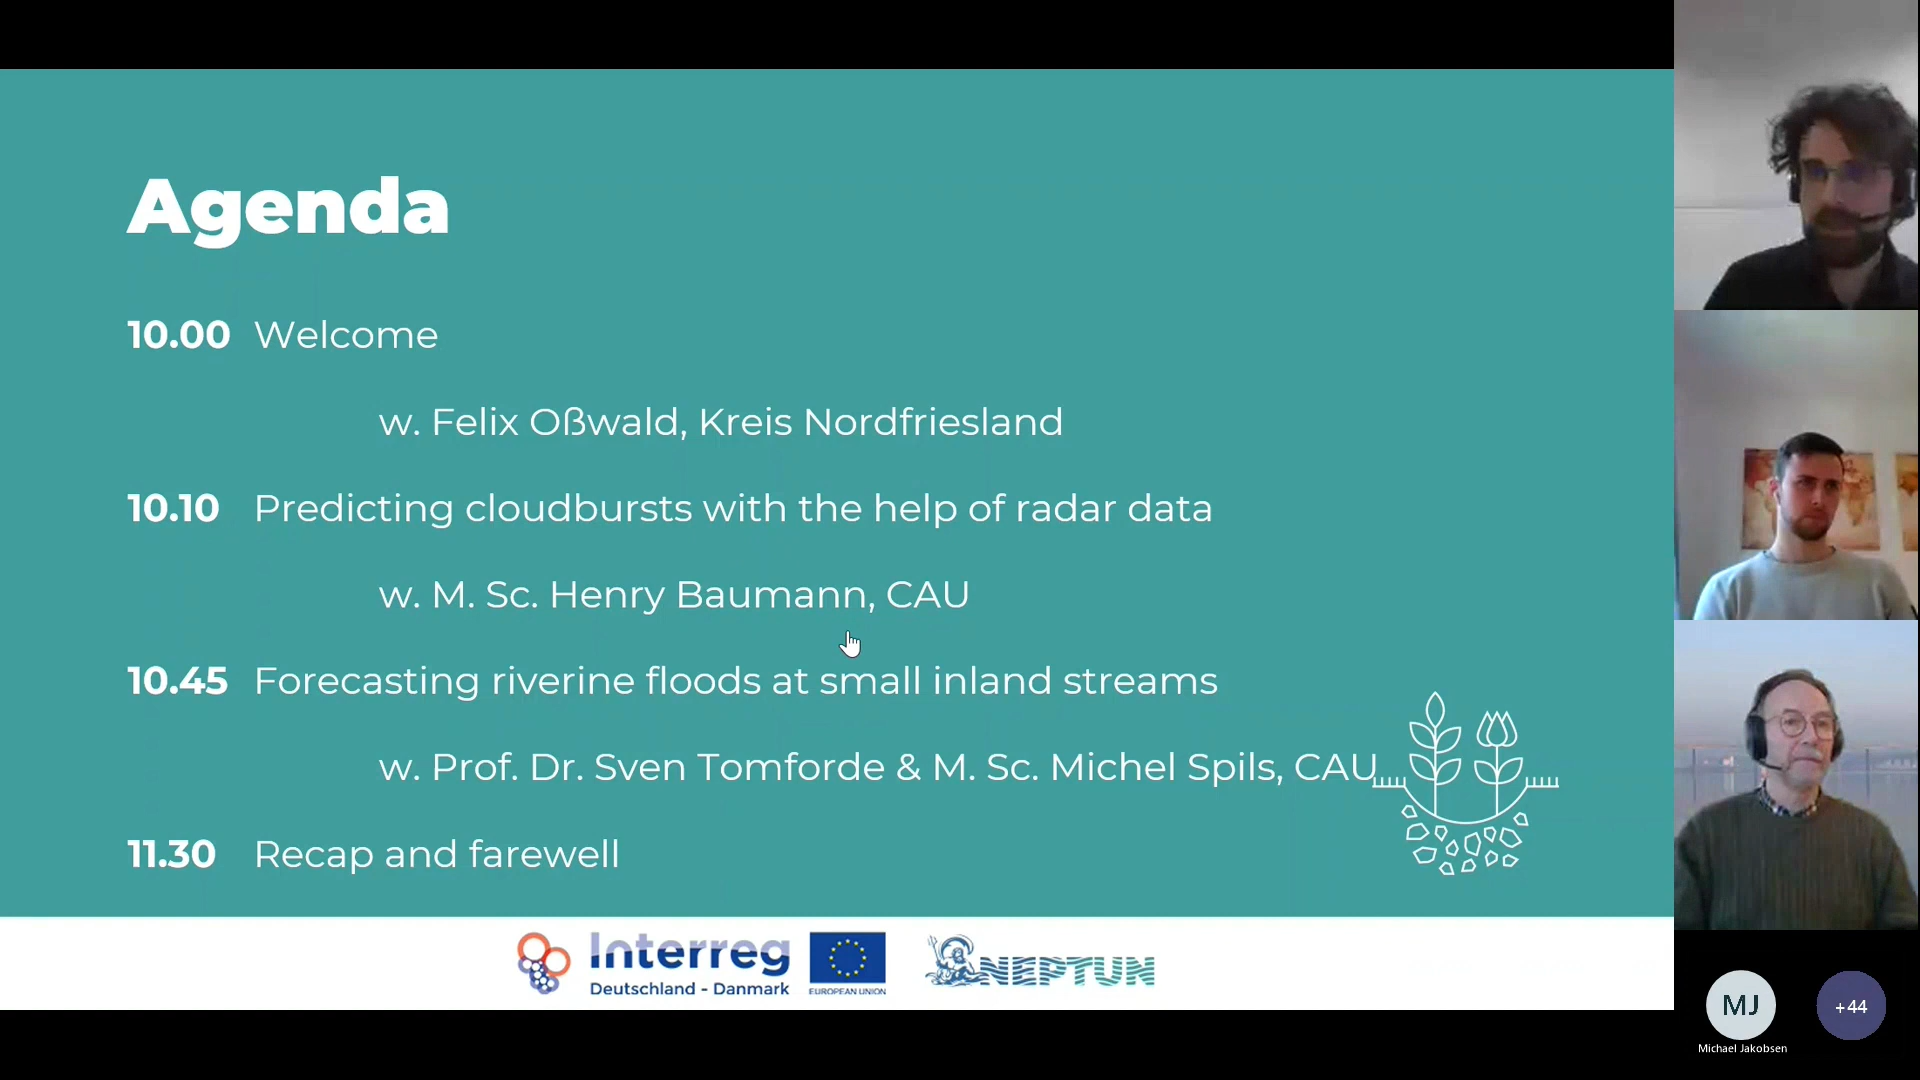 Agenda
10.00 Welcome
w. Felix Oßwald, Kreis Nordfriesland
10.10 Predicting cloudbursts with the help of radar data
w. M. Sc. Henry Baumann, CAU
10.45 Forecasting riverine floods at small inland streams
w. Prof. Dr. Sven Tomforde & M. Sc. Michel Spils, CAU
11.30 Recap and farewell
Interreg
Deutschland - Danmark
EUROPEAN UNION
NEPTUN
MJ
+44
Michael Jakobsen